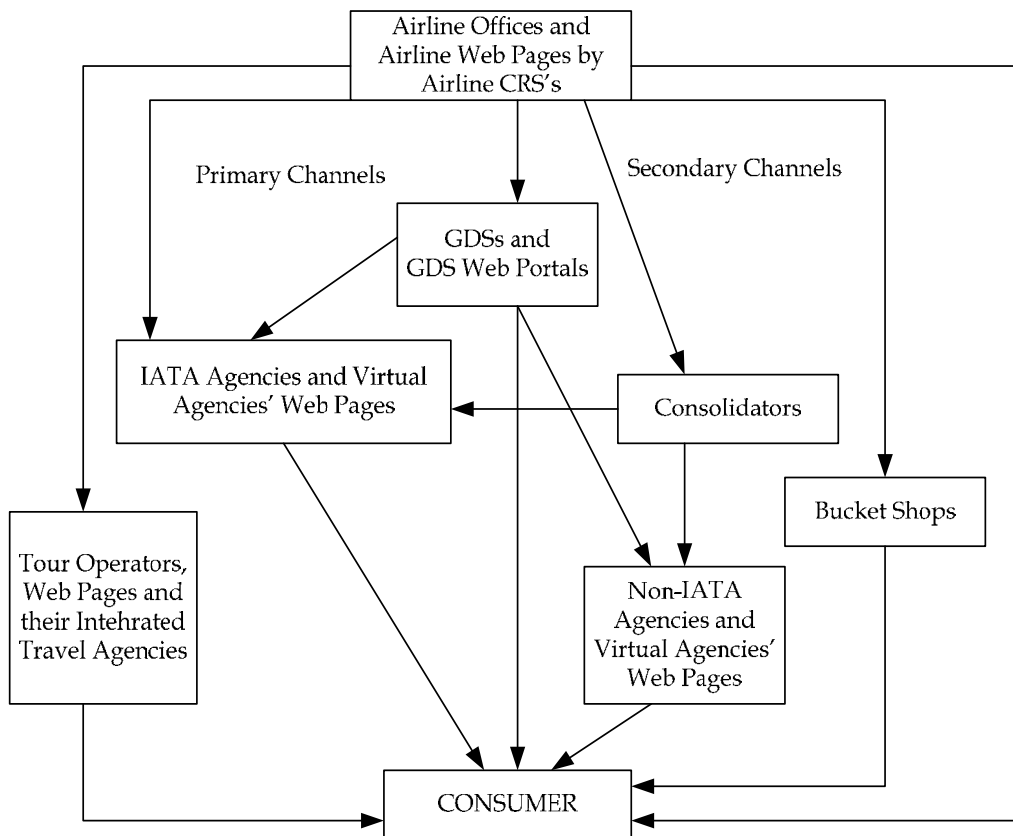 Airline Offices and
Airline Web Pages by
Airline CRS's
Primary Channels
Secondary Channels
GDSs and
GDS Web Portals
IATA Agencies and Virtual
Agencies' Web Pages
Consolidators
Bucket Shops
Tour Operators,
Web Pages and
their Intehrated
Travel Agencies
Non-IATA
Agencies and
Virtual Agencies'
Web Pages
CONSUMER